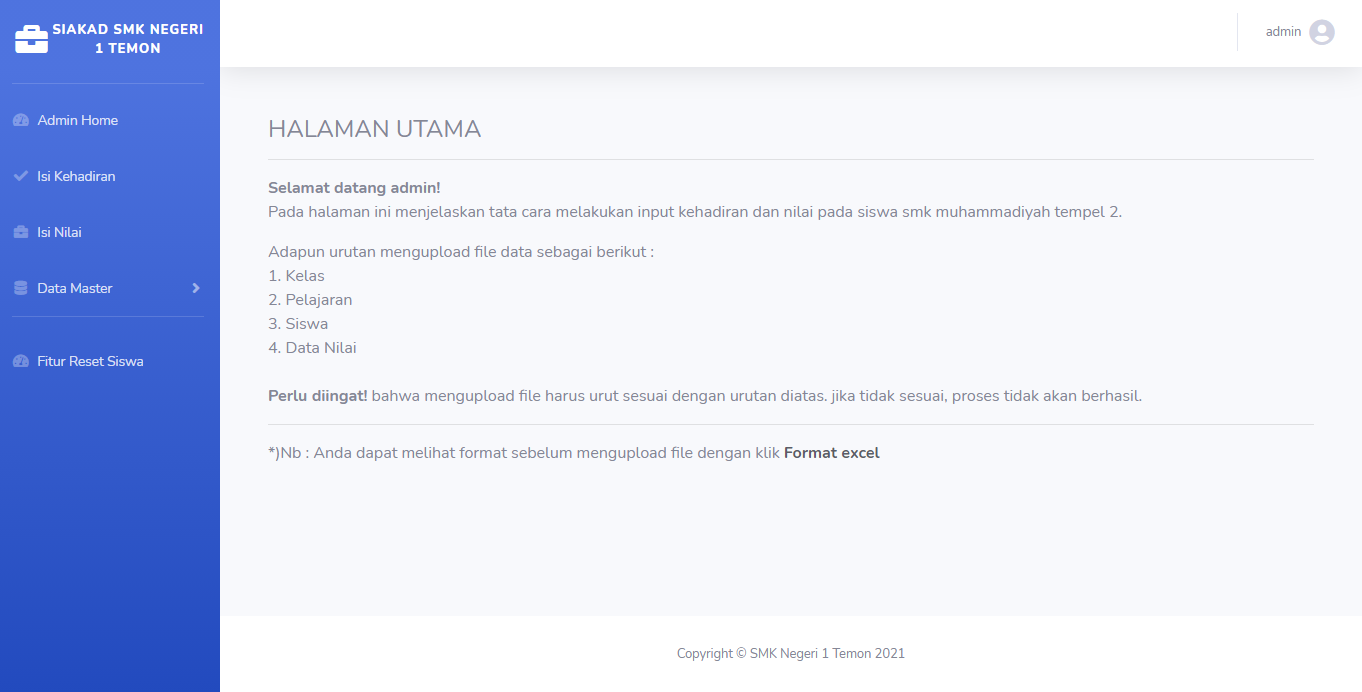 SIAKAD SMK NEGERI
1 TEMON
admin
Admin Home
Isi Kehadiran
Isi Nilai
Data Master
Fitur Reset Siswa
HALAMAN UTAMA
Selamat datang admin!
Pada halaman ini menjelaskan tata cara melakukan input kehadiran dan nilai pada siswa smk muhammadiyah tempel 2.
Adapun urutan mengupload file data sebagai berikut :
1. Kelas
2. Pelajaran
3. Siswa
4. Data Nilai
Perlu diingat! bahwa mengupload file harus urut sesuai dengan urutan diatas. jika tidak sesuai, proses tidak akan berhasil.
*)Nb : Anda dapat melihat format sebelum mengupload file dengan klik Format excel
Copyright © SMK Negeri 1 Temon 2021